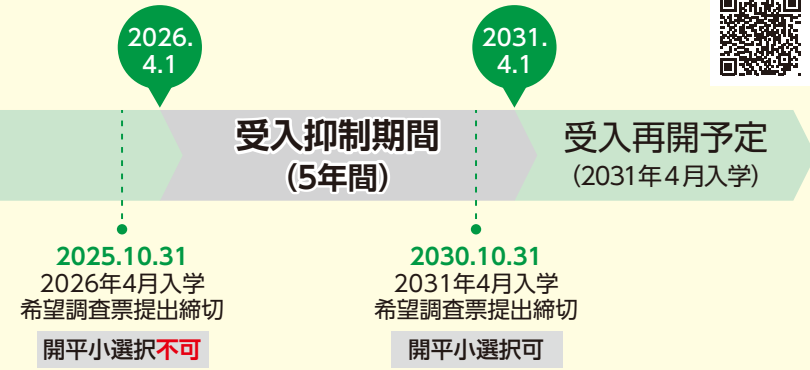 2026.
4.1
2031.
4.1
受入抑制期間
（5年間）
受入再開予定
（2031年４月入学）
2025.10.31
2026年4月入学
希望調査票提出締切
開平小選択不可
2030.10.31
2031年4月入学
希望調査票提出締切
開平小選択可